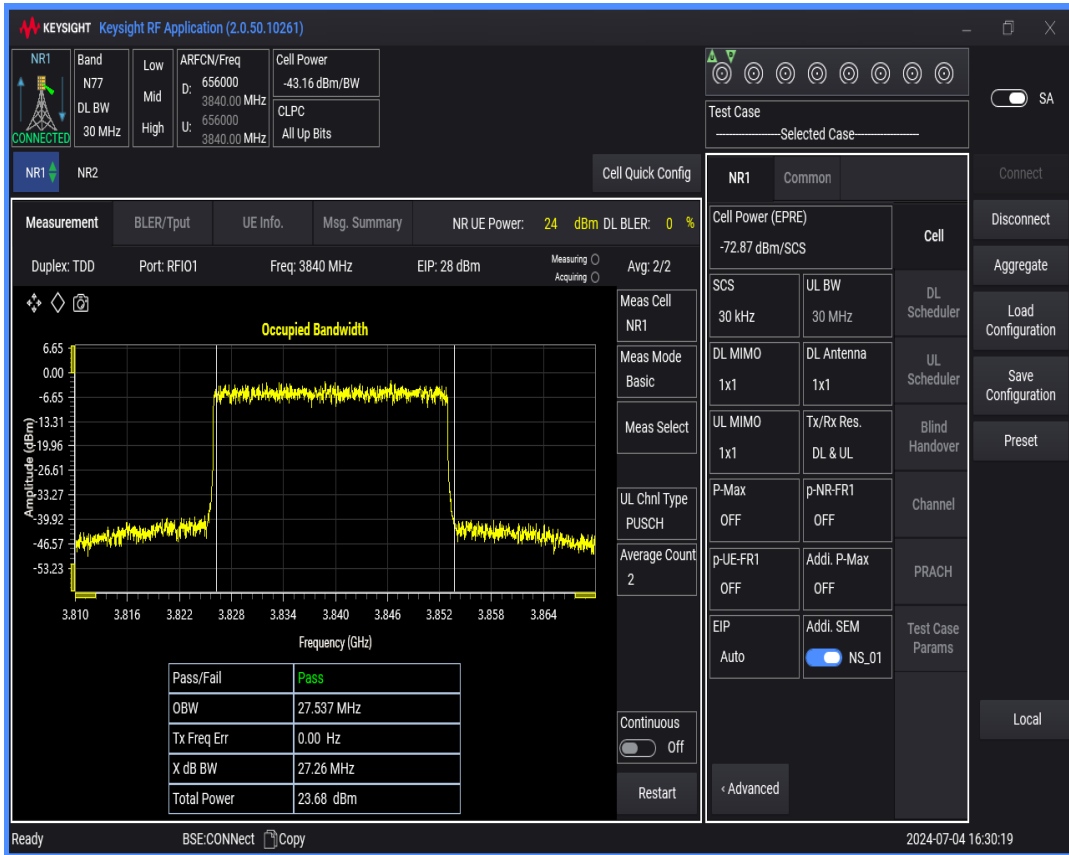 KEYSIGHT Keysight RF Application (2.0.50.10261)
NR1
CONNECTED
Band
N77
DL BW
30 MHz
Low
Mid
High
ARFCN/Freq
D: 656000
3840.00 MHz
U: 656000
3840.00 MHz
Cell Power
-43.16 dBm/BW
CLPC
All Up Bits
Test Case
--------------------Selected Case--------------------
SA
NR1
NR2
Cell Quick Config
Measurement
BLER/Tput
UE Info.
Msg. Summary
NR UE Power: 24 dBm DL BLER: 0 %
Duplex: TDD
Port: RFIO1
Freq: 3840 MHz
EIP: 28 dBm
Measuring
Acquiring
Avg: 2/2
Occupied Bandwidth
Amplitude (dBm)
6.65
0.00
-6.65
-13.31
-19.96
-26.61
-33.27
-39.92
-46.57
-53.23
3.810 3.816 3.822 3.828 3.834 3.840 3.846 3.852 3.858 3.864
Frequency (GHz)
Pass/Fail Pass
OBW 27.537 MHz
Tx Freq Err 0.00 Hz
X dB BW 27.26 MHz
Total Power 23.68 dBm
Meas Cell
NR1
Meas Mode
Basic
Meas Select
UL Chnl Type
PUSCH
Average Count
2
Continuous
Off
Restart
NR1
Common
Cell Power (EPRE)
-72.87 dBm/SCS
SCS
30 kHz
UL BW
30 MHz
DL MIMO
1x1
DL Antenna
1x1
UL MIMO
1x1
Tx/Rx Res.
DL & UL
P-Max
OFF
p-NR-FR1
OFF
p-UE-FR1
OFF
Addi. P-Max
OFF
EIP
Auto
Addi. SEM
NS_01
‹ Advanced
Cell
DL
Scheduler
UL
Scheduler
Blind
Handover
Channel
PRACH
Test Case
Params
Connect
Disconnect
Aggregate
Load
Configuration
Save
Configuration
Preset
Local
Ready
BSE:CONNect
Copy
2024-07-04 16:30:19